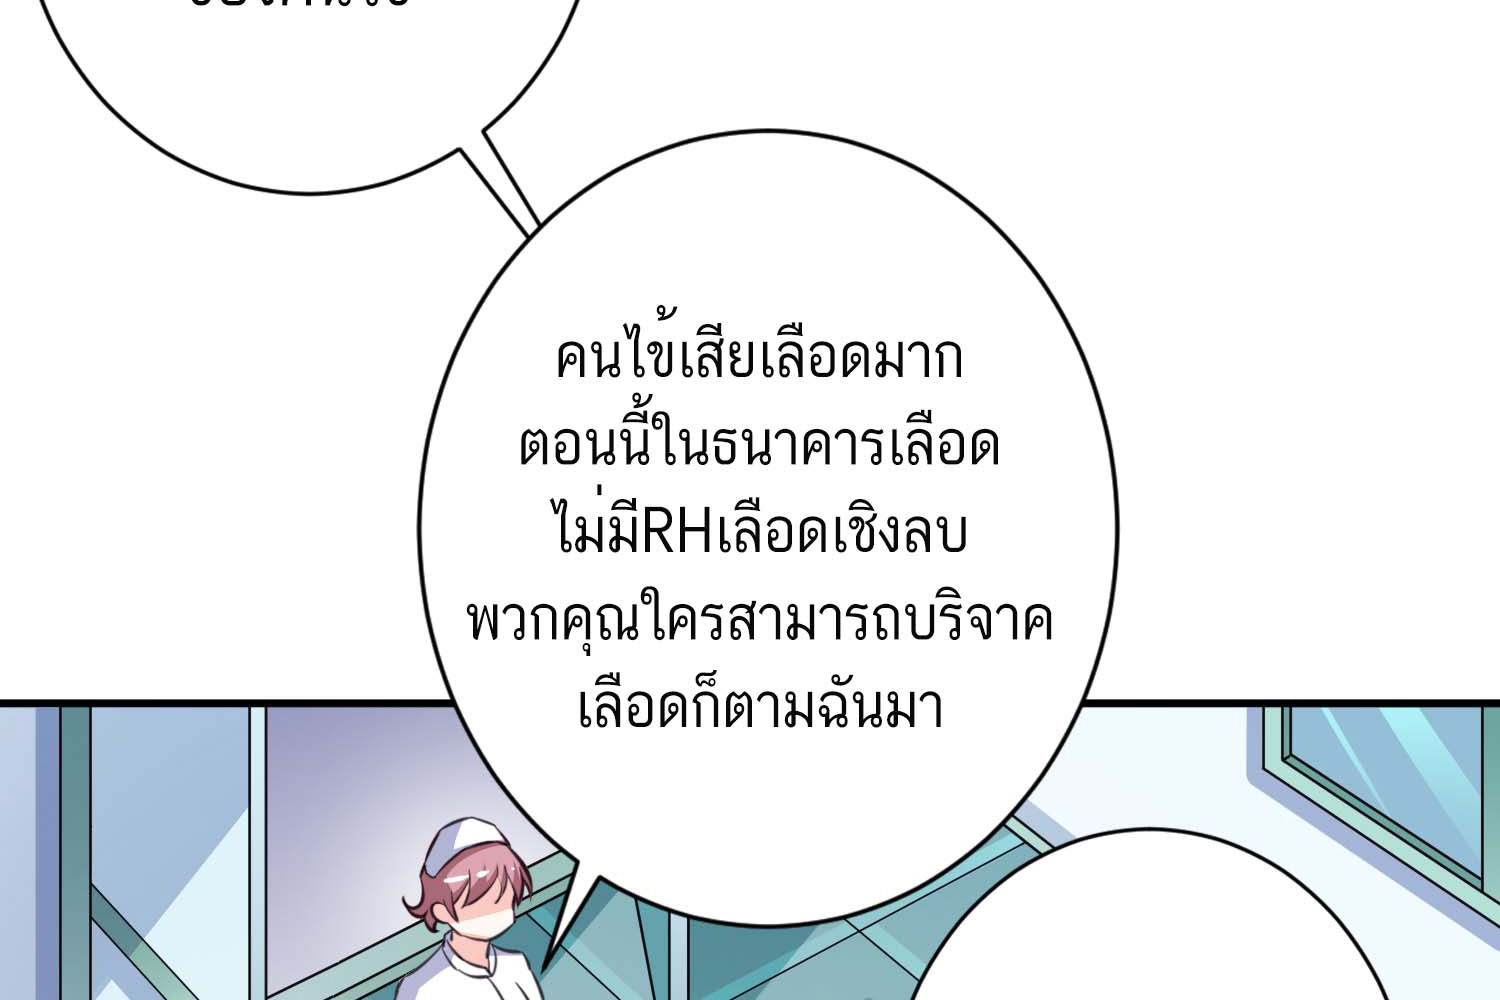 คนไข้เสียเลือดมาก
ตอนนี้ในธนาคารเลือด
ไม่มีRHเลือดเชิงลบ
พวกคุณใครสามารถบริจาค
เลือดก็ตามฉันมา